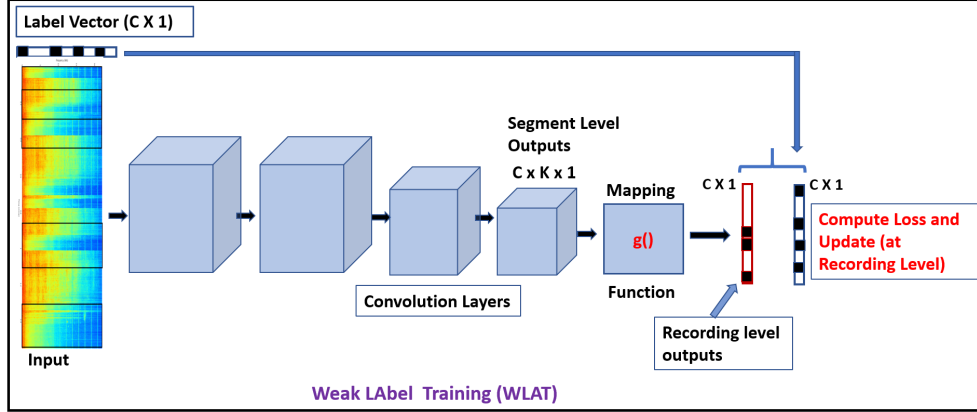 Label Vector (C X 1)
Segment Level
Outputs
C x K x 1
Mapping
g()
Function
C X 1
C X 1
Compute Loss and
Update (at
Recording Level)
Convolution Layers
Recording level
outputs
Input
Weak LAbel Training (WLAT)